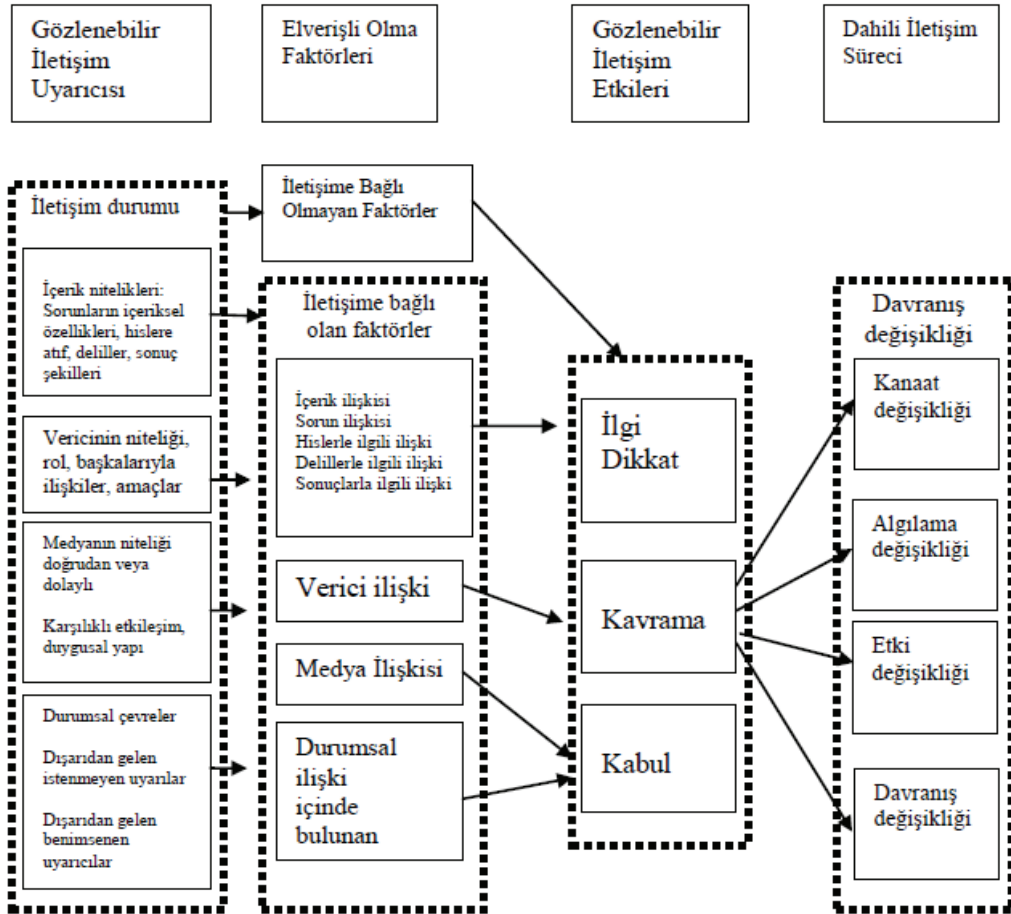 Gözlenebilir
İletişim
Uyarıcısı
Elverişli Olma
Faktörleri
Gözlenebilir
İletişim
Etkileri
Dahili İletişim
Süreci
İletişim durumu
İçerik nitelikleri:
Sorunların içeriksel
özellikleri, hislere
atıf, deliller, sonuç
şekilleri
Vericinin niteliği,
rol, başkalarıyla
ilişkiler, amaçlar
Medyanın niteliği
doğrudan veya
dolaylı
Karşılıklı etkileşim,
duygusal yapı
Durumsal çevreler
Dışarıdan gelen
istenmeyen uyarılar
Dışarıdan gelen
benimsenen
uyarıcılar
İletişime Bağlı
Olmayan Faktörler
İletişime bağlı
olan faktörler
İçerik ilişkisi
Sorun ilişkisi
Hislerle ilgili ilişki
Delillerle ilgili ilişki
Sonuçlarla ilgili ilişki
Verici ilişki
Medya İlişkisi
Durumsal
ilişki
içinde
bulunan
İlgi
Dikkat
Kavrama
Kabul
Davranış
değişikliği
Kanaat
değişikliği
Algılama
değişikliği
Etki
değişikliği
Davranış
değişikliği